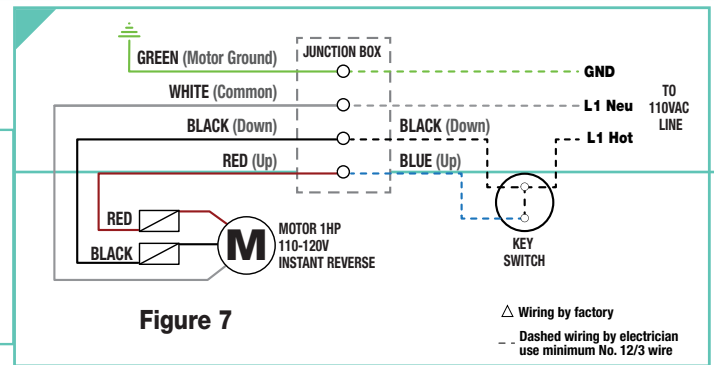 GREEN (Motor Ground)
JUNCTION BOX
GND
WHITE (Common)
L1 Neu
TO
110VAC
LINE
BLACK (Down)
BLACK (Down)
L1 Hot
RED (Up)
BLUE (Up)
RED
BLACK
M
MOTOR 1HP
110-120V
INSTANT REVERSE
KEY
SWITCH
Figure 7
△ Wiring by factory
Dashed wiring by electrician
use minimum No. 12/3 wire